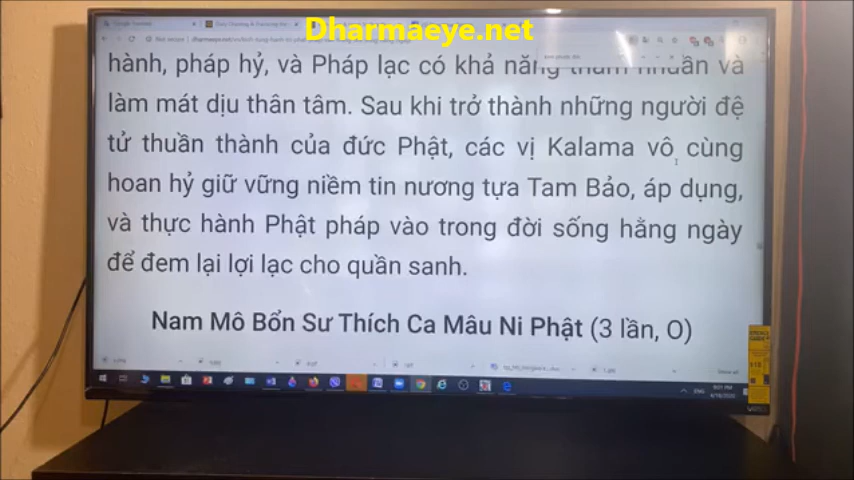 Dharmaeye.net
hành, pháp hỷ, và Pháp lạc có khả năng thấm nhuần và
làm mát dịu thân tâm. Sau khi trở thành những người đệ
tử thuần thành của đức Phật, các vị Kalama vô cùng
hoan hỷ giữ vững niềm tin nương tựa Tam Bảo, áp dụng,
và thực hành Phật pháp vào trong đời sống hằng ngày
để đem lại lợi lạc cho quần sanh.
Nam Mô Bổn Sư Thích Ca Mâu Ni Phật (3 lần, O)